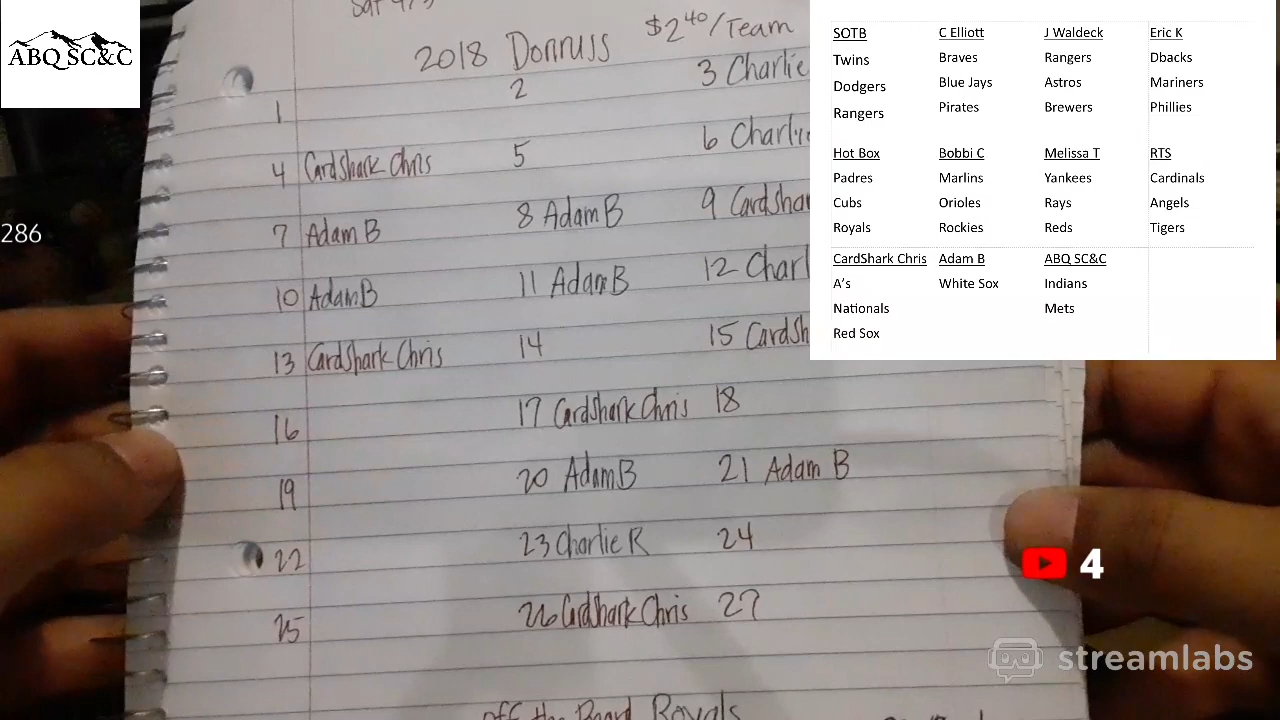 ABQ SC&C
286
2018 Donruss $2.40/Team
1 2 3 Charlie
4 Cardshark Chris 5 6 Charlie
7 Adam B 8 Adam B 9 Cardshar
10 Adam B 11 Adam B 12 Charl
13 Cardshark Chris 14 15 Cardsh
16 17 Cardshark Chris 18
19 20 Adam B 21 Adam B
22 23 Charlie R 24
25 26 Cardshark Chris 27
off the Board Royals
SOTB C Elliott J Waldeck Eric K
Twins Braves Rangers Dbacks
Dodgers Blue Jays Astros Mariners
Rangers Pirates Brewers Phillies
Hot Box Bobbi C Melissa T RTS
Padres Marlins Yankees Cardinals
Cubs Orioles Rays Angels
Royals Rockies Reds Tigers
CardShark Chris Adam B ABQ SC&C
A's White Sox Indians
Nationals Mets
Red Sox
4
streamlabs